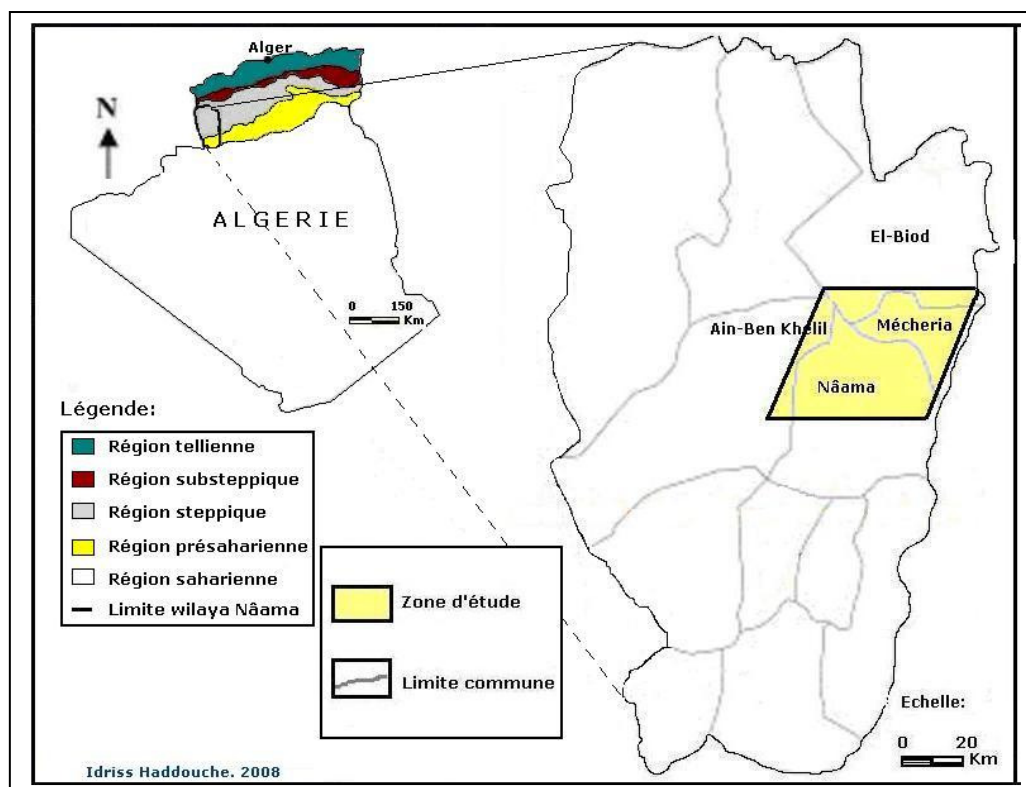 Alger
N
ALGERIE
0 150
Km
Légende:
Région tellienne
Région substeppique
Région steppique
Région présaharienne
Région saharienne
Limite wilaya Nâama
Zone d'étude
Limite commune
El-Biod
Ain-Ben Khelil
Mécheria
Nâama
Echelle:
0 20
Km
Idriss Haddouche. 2008